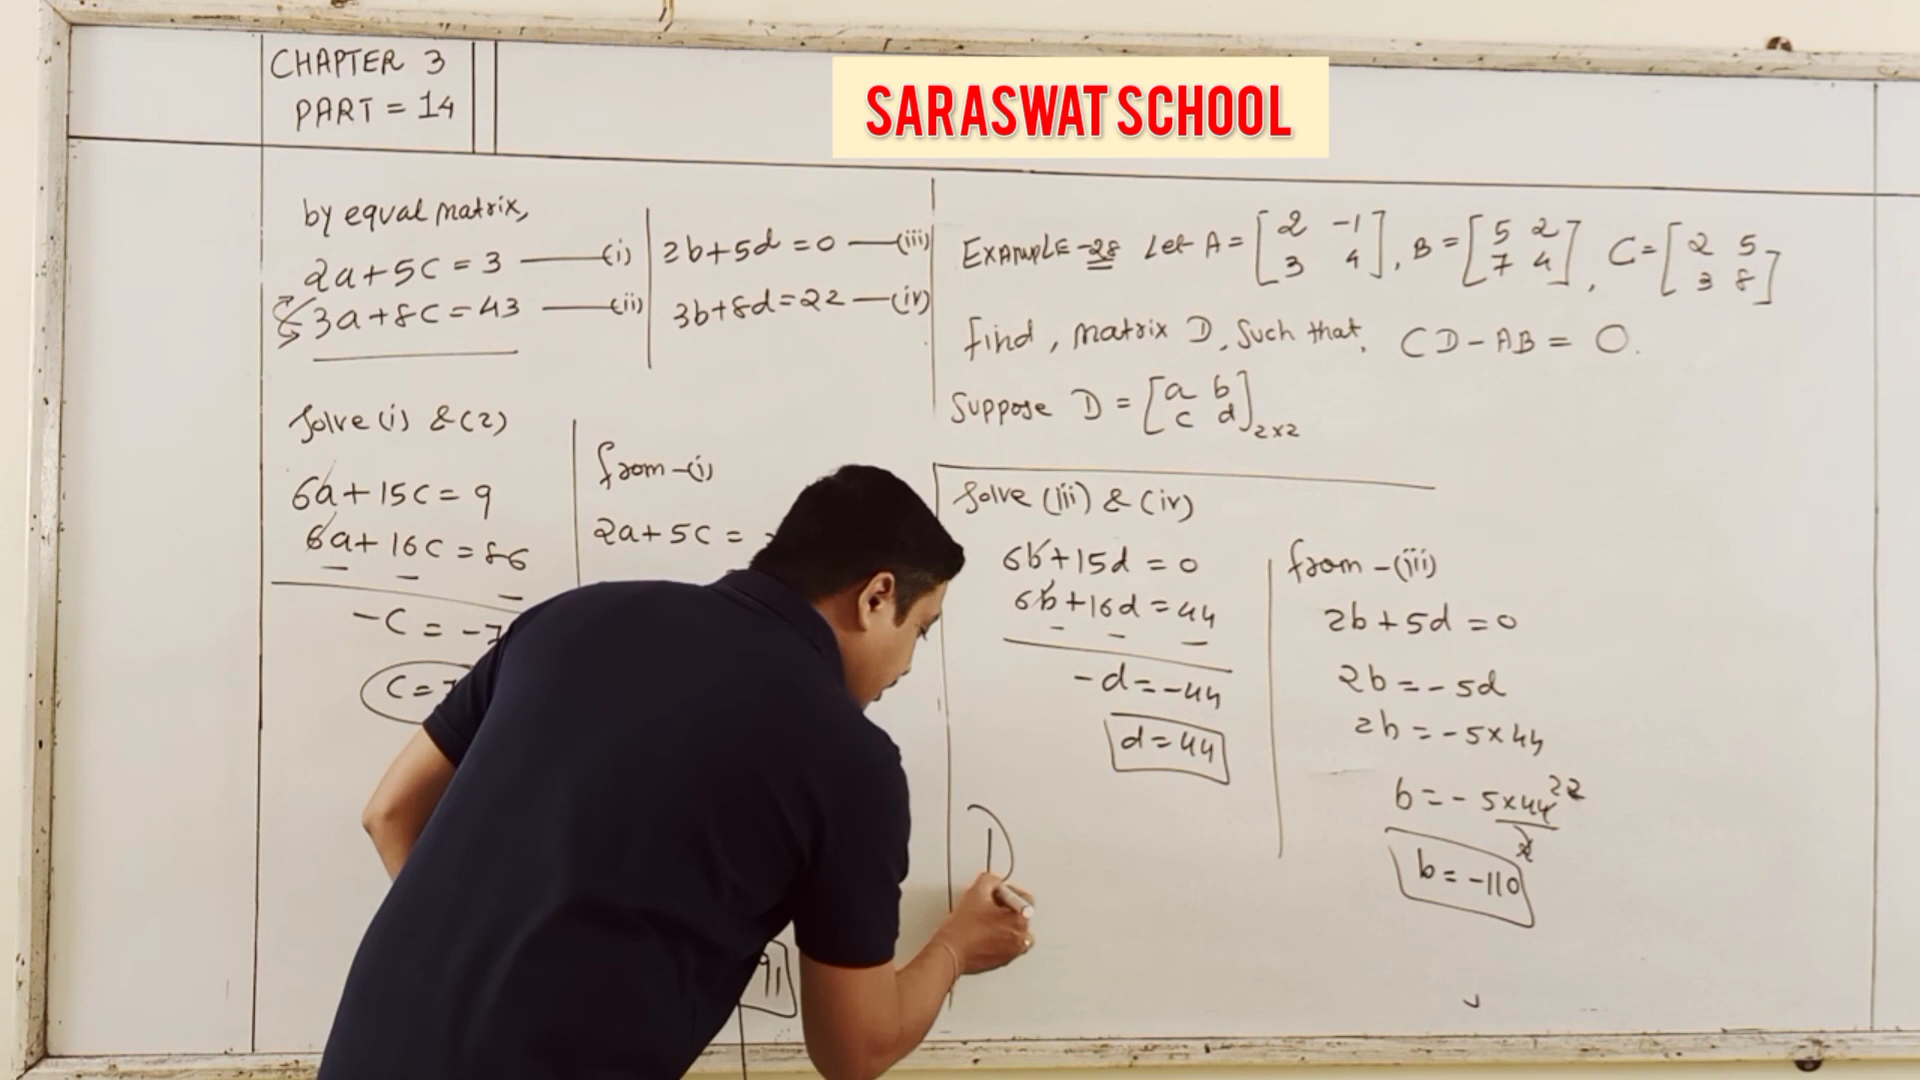 CHAPTER 3
PART = 14
SARASWAT SCHOOL
by equal matrix,
2a+5c = 3 —(i)
3a+8c = 43 —(ii)
2b+5d = 0 —(iii)
3b+8d = 22 —(iv)
Solve (i) & (2)
6a+15c = 9
6a+16c = 86
-c = -7
c = 7
from -(i)
2a+5c =
91
EXAMPLE-28 Let A = [2 -1 3 4], B = [5 2 7 4], C = [2 5 3 8]
find, matrix D, such that, CD-AB = O.
Suppose D = [a b c d]2×2
Solve (iii) & (iv)
6b+15d = 0
6b+16d = 44
-d = -44
d = 44
from -(iii)
2b+5d = 0
2b = -5d
2b = -5×44
b = -5×44 22
2
b = -110
D